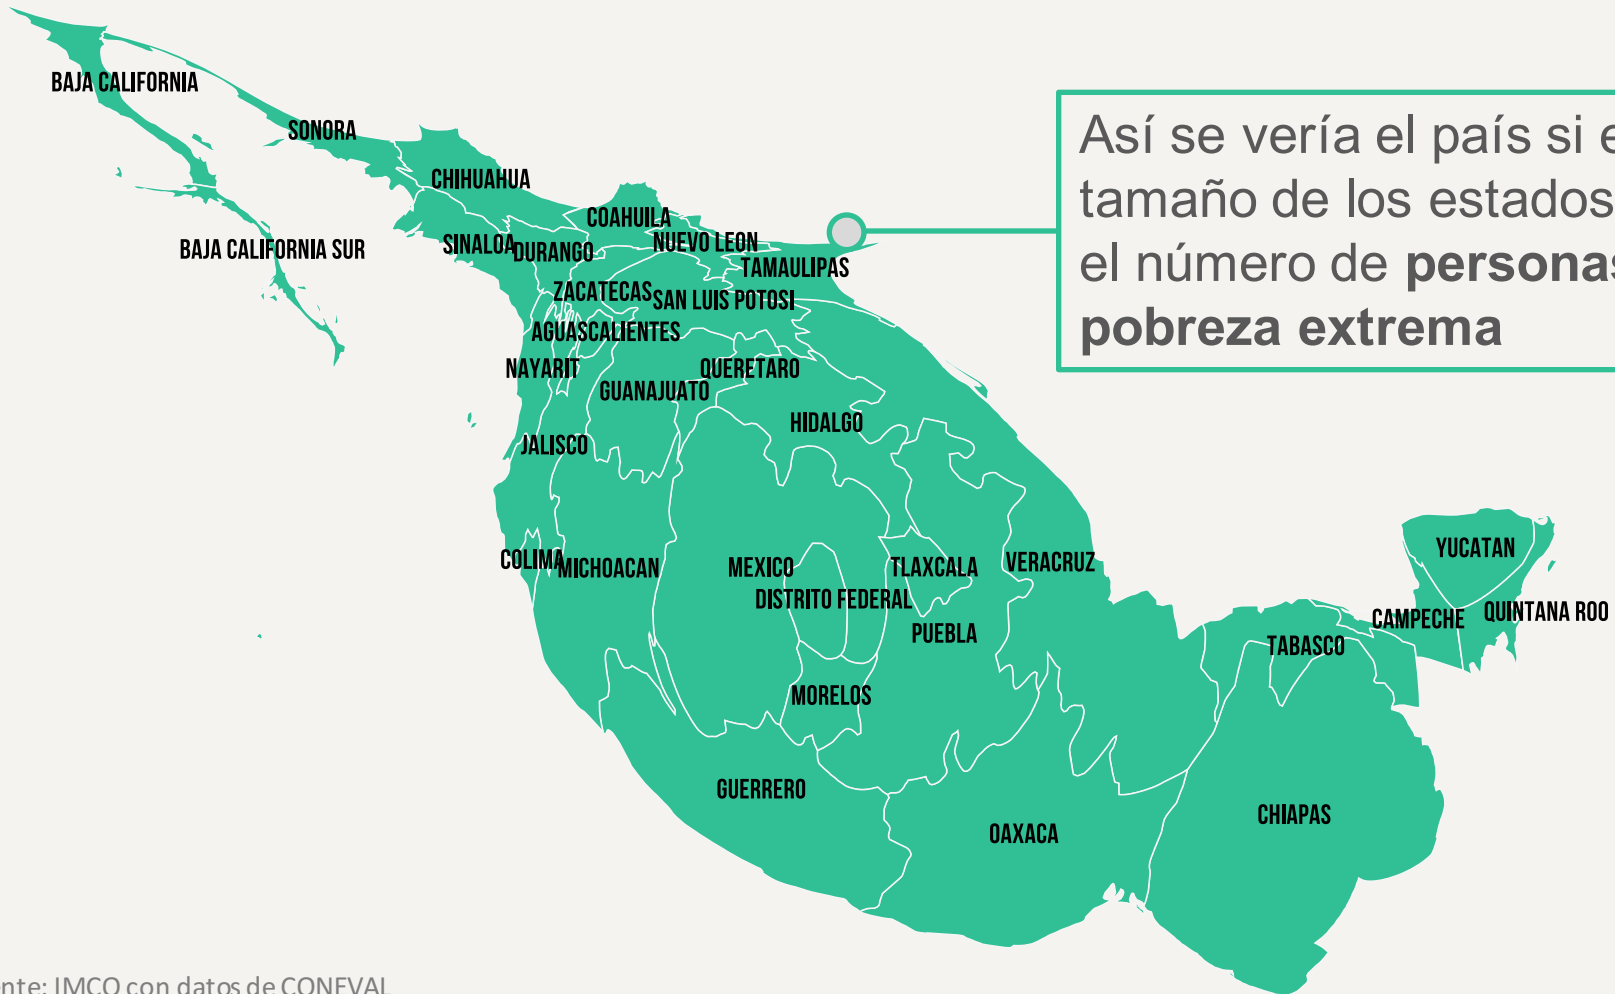 BAJA CALIFORNIA
SONORA
Así se vería el país si e
tamaño de los estados
el número de personas
pobreza extrema
CHIHUAHUA
COAHUILA
BAJA CALIFORNIA SUR
SINALOA
DURANGO
NUEVO LEON
TAMAULIPAS
ZACATECAS
SAN LUIS POTOSI
AGUASCALIENTES
NAYARIT
QUERETARO
GUANAJUATO
HIDALGO
JALISCO
COLIMA
MICHOACAN
MEXICO
TLAXCALA
VERACRUZ
YUCATAN
DISTRITO FEDERAL
CAMPECHE
QUINTANA ROO
PUEBLA
TABASCO
MORELOS
GUERRERO
CHIAPAS
OAXACA
nte: IMCO con datos de CONEVAL